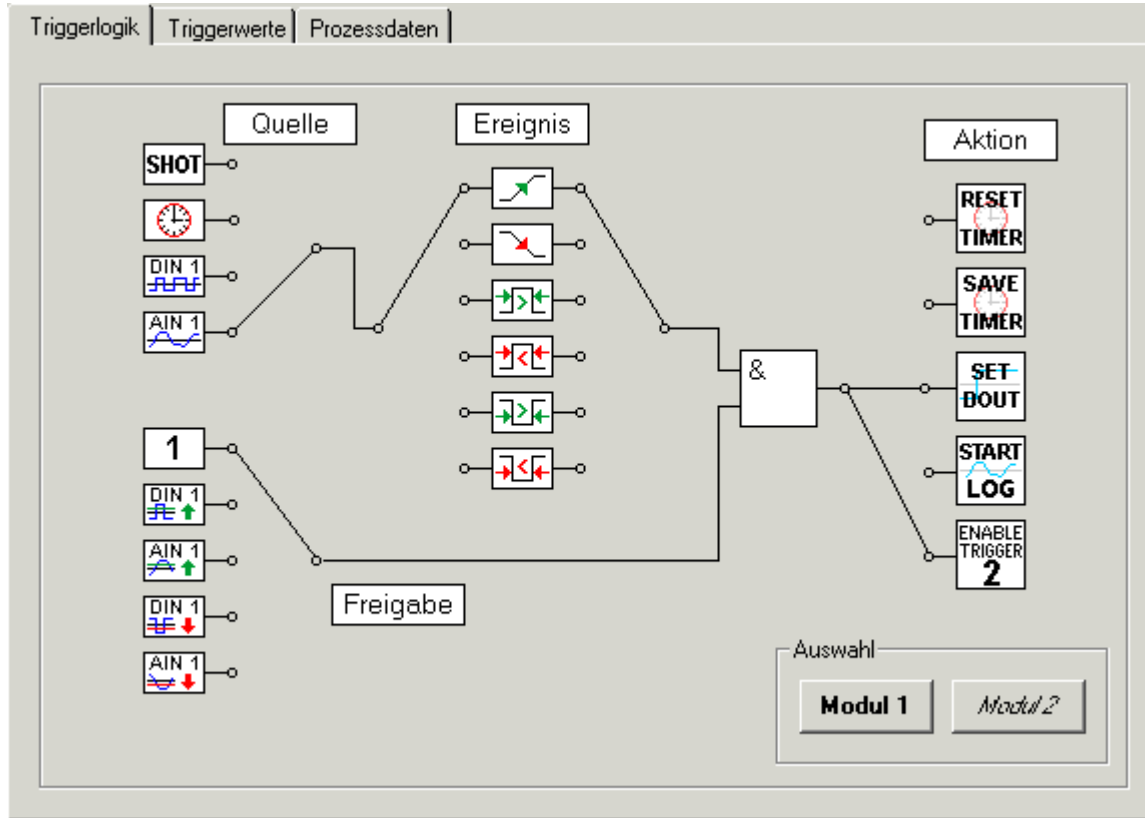 Triggerlogik Triggerwerte Prozessdaten
Quelle
Ereignis
Aktion
SHOT
DIN 1
AIN 1
1
DIN 1
AIN 1
DIN 1
AIN 1
Freigabe
&
RESET
TIMER
SAVE
TIMER
SET
DOUT
START
LOG
ENABLE
TRIGGER
2
Auswahl
Modul 1 Modul 2